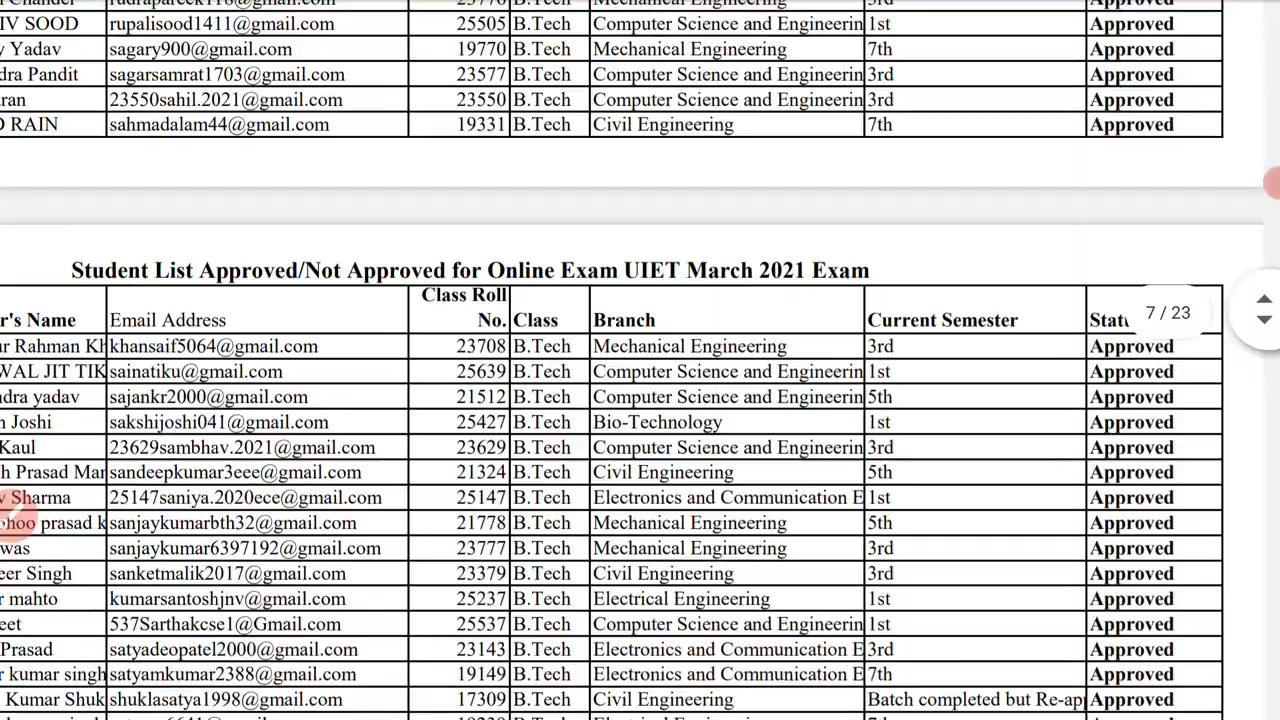 IV SOOD rupalisood1411@gmail.com 25505 B.Tech Computer Science and Engineerin 1st Approved
y Yadav sagary900@gmail.com 19770 B.Tech Mechanical Engineering 7th Approved
dra Pandit sagarsamrat1703@gmail.com 23577 B.Tech Computer Science and Engineerin 3rd Approved
ran 23550sahil.2021@gmail.com 23550 B.Tech Computer Science and Engineerin 3rd Approved
D RAIN sahmadalam44@gmail.com 19331 B.Tech Civil Engineering 7th Approved
Student List Approved/Not Approved for Online Exam UIET March 2021 Exam
Class Roll
r's Name Email Address No. Class Branch Current Semester Statu 7 / 23
ur Rahman Kh khansaif5064@gmail.com 23708 B.Tech Mechanical Engineering 3rd Approved
WAL JIT TIK sainatiku@gmail.com 25639 B.Tech Computer Science and Engineerin 1st Approved
ndra yadav sajankr2000@gmail.com 21512 B.Tech Computer Science and Engineerin 5th Approved
n Joshi sakshijoshi041@gmail.com 25427 B.Tech Bio-Technology 1st Approved
Kaul 23629sambhav.2021@gmail.com 23629 B.Tech Computer Science and Engineerin 3rd Approved
h Prasad Man sandeepkumar3eee@gmail.com 21324 B.Tech Civil Engineering 5th Approved
v Sharma 25147saniya.2020ece@gmail.com 25147 B.Tech Electronics and Communication E 1st Approved
ohoo prasad k sanjaykumarbth32@gmail.com 21778 B.Tech Mechanical Engineering 5th Approved
was sanjaykumar6397192@gmail.com 23777 B.Tech Mechanical Engineering 3rd Approved
eer Singh sanketmalik2017@gmail.com 23379 B.Tech Civil Engineering 3rd Approved
r mahto kumarsantoshjnv@gmail.com 25237 B.Tech Electrical Engineering 1st Approved
eet 537Sarthakcse1@Gmail.com 25537 B.Tech Computer Science and Engineerin 1st Approved
Prasad satyadeopatel2000@gmail.com 23143 B.Tech Electronics and Communication E 3rd Approved
r kumar singh satyamkumar2388@gmail.com 19149 B.Tech Electronics and Communication E 7th Approved
Kumar Shuk shuklasatya1998@gmail.com 17309 B.Tech Civil Engineering Batch completed but Re-ap Approved